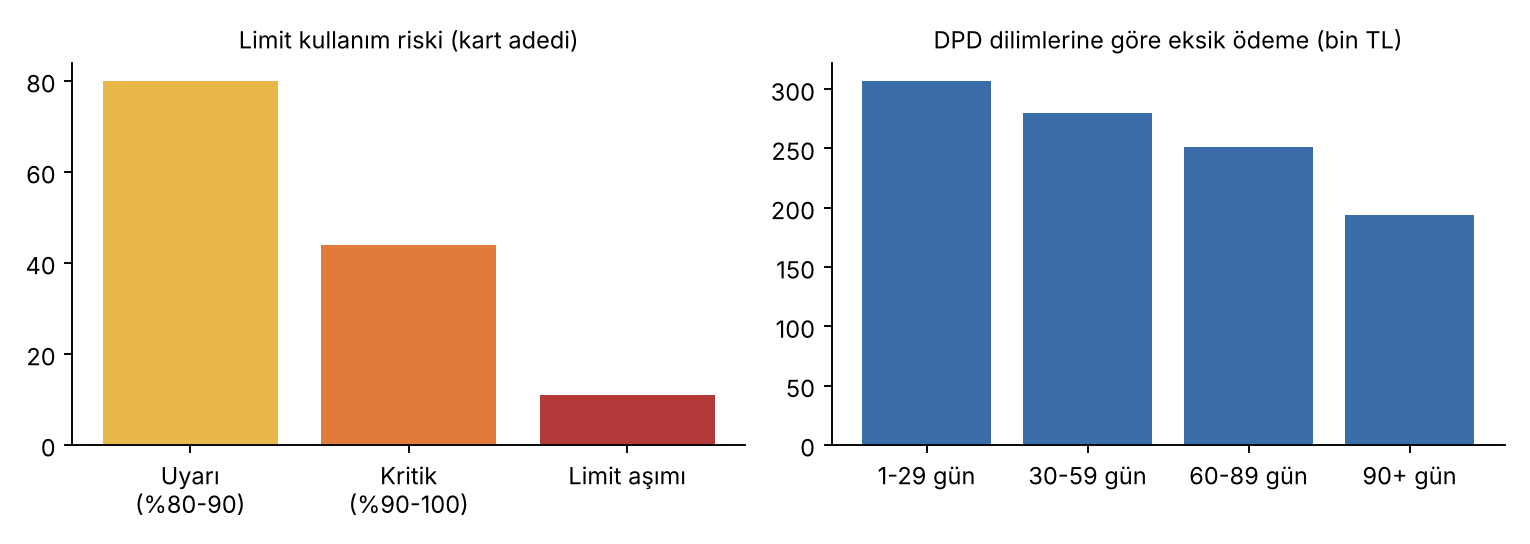 Limit kullanım riski (kart adedi)
80
60
40
20
0
Uyarı
(%80-90)
Kritik
(%90-100)
Limit aşımı
DPD dilimlerine göre eksik ödeme (bin TL)
300
250
200
150
100
50
0
1-29 gün
30-59 gün
60-89 gün
90+ gün